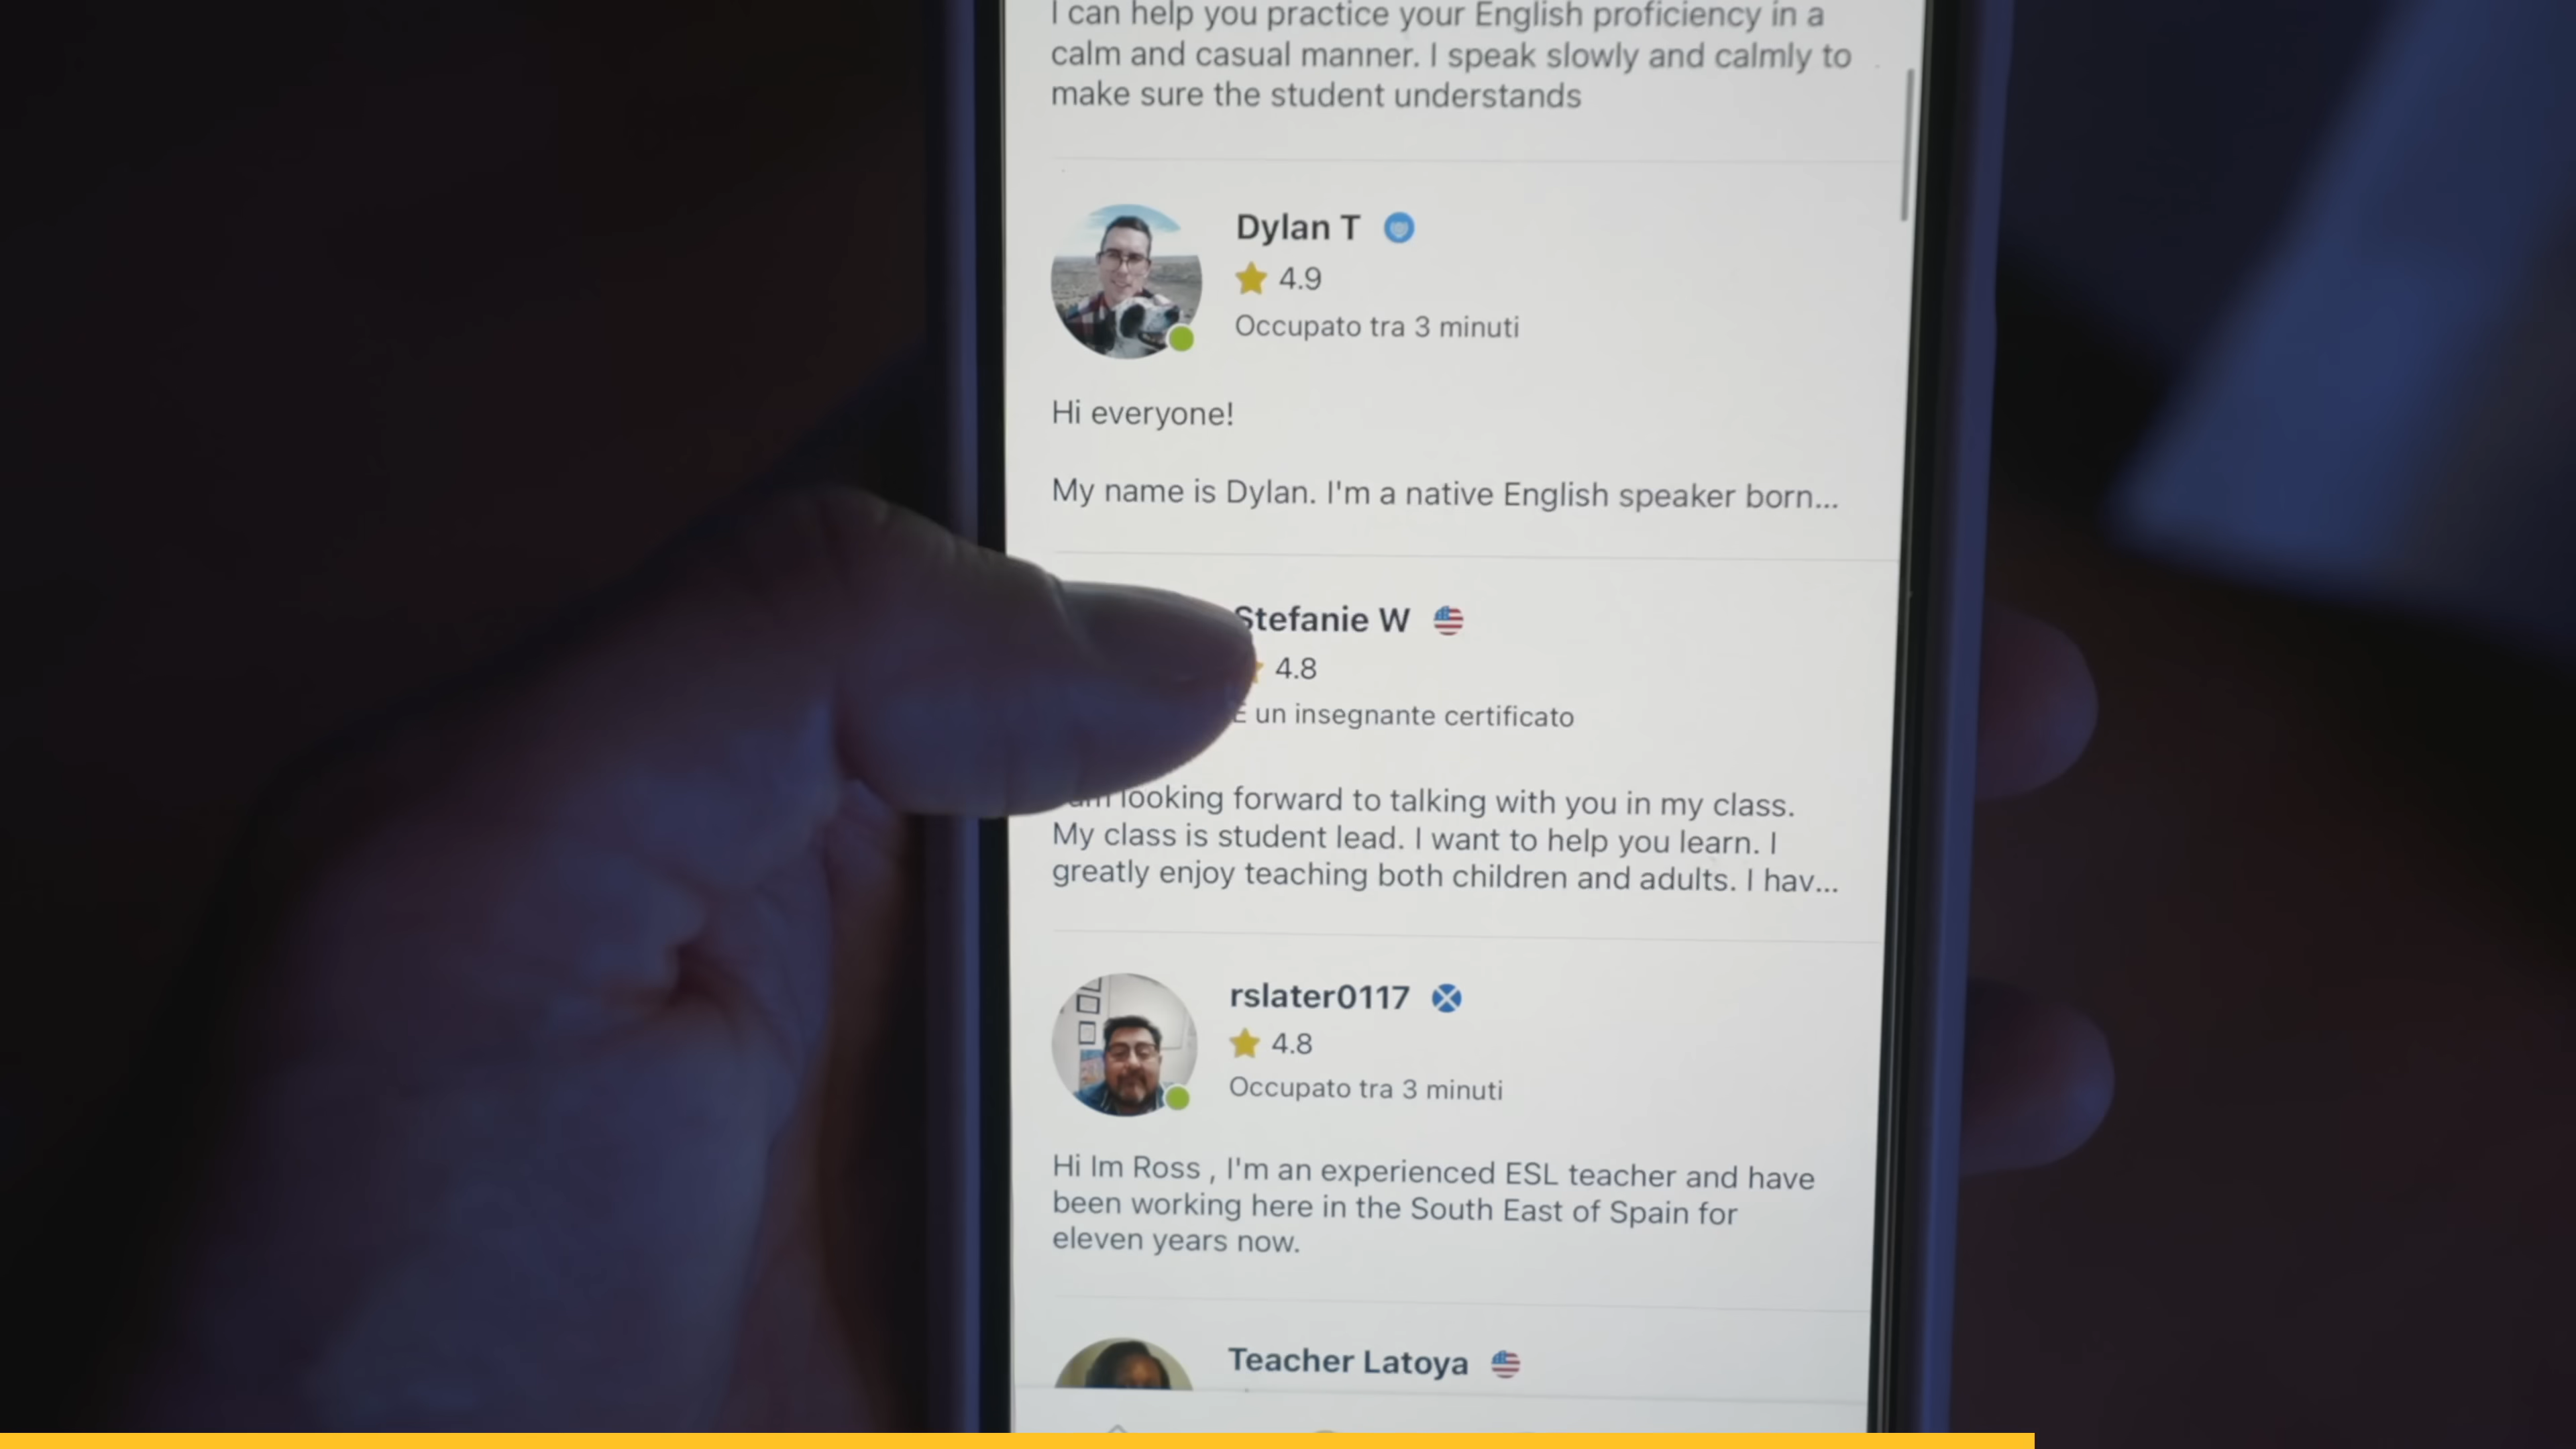 I can help you practice your English proficiency in a
calm and casual manner. I speak slowly and calmly to
make sure the student understands
Dylan T
4.9
Occupato tra 3 minuti
Hi everyone!
My name is Dylan. I'm a native English speaker born...
Stefanie W
4.8
È un insegnante certificato
looking forward to talking with you in my class.
My class is student lead. I want to help you learn. I
greatly enjoy teaching both children and adults. I hav...
rslater0117
4.8
Occupato tra 3 minuti
Hi Im Ross , I'm an experienced ESL teacher and have
been working here in the South East of Spain for
eleven years now.
Teacher Latoya